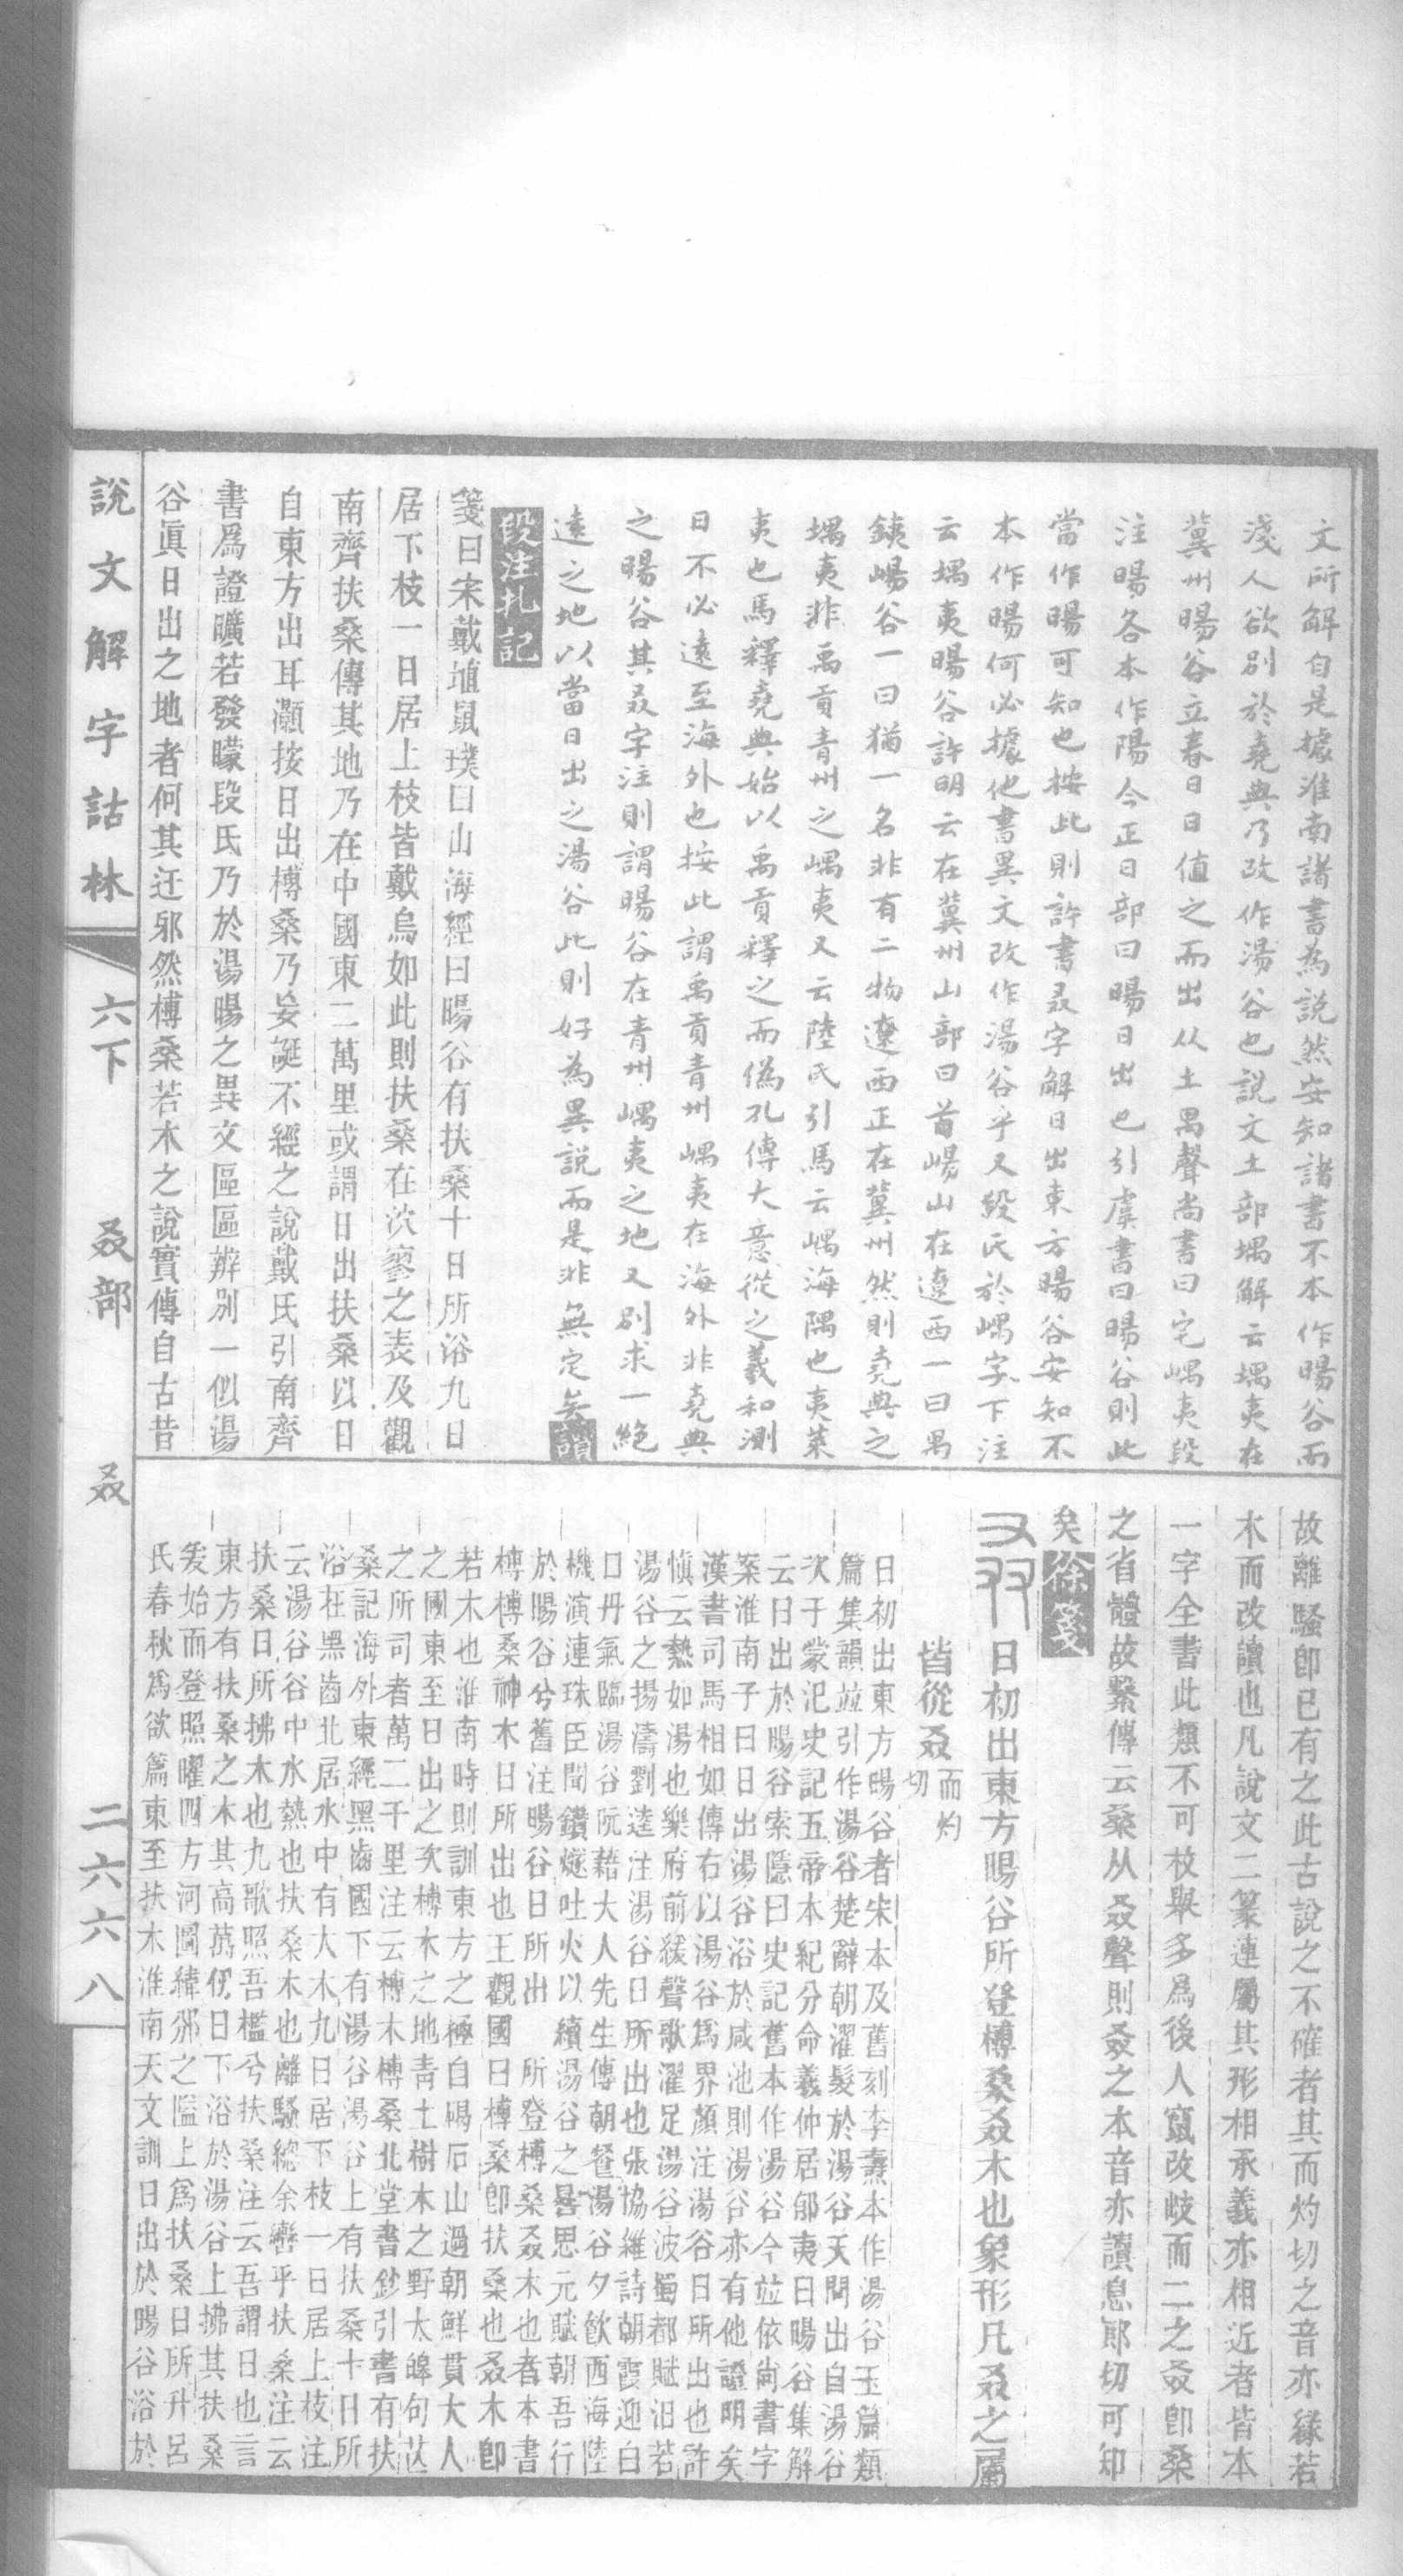 文所解自是據淮南諸書為説然安知諸書不本作暘谷而
淺人欲别於堯典乃改作湯谷也説文土部堣解云堣夷在
冀州暘谷立春日日值之而出从土禺聲尚書曰宅嵎夷段
注暘各本作陽今正日部曰暘日出也引虞書曰暘谷則此
當作暘可知也按此則許書叒字解日出東方暘谷安知不
本作暘何必據他書異文改作湯谷乎又段氏於嵎字下注
云堣夷暘谷許明云在冀州山部曰首嵎山在遼西一曰禺
銕嵎谷一曰猶一名非有二物遼西正在冀州然則堯典之
堣夷非禹貢青州之嵎夷又云陸氏引馬云嵎海隅也夷萊
夷也馬釋堯典始以禹貢釋之而偽孔傳大意從之羲和測
日不必遠至海外也按此謂禹貢青州嵎夷在海外非堯典
之暘谷其叒字注則謂暘谷在青州嵎夷之地又别求一絕
遠之地以當日出之湯谷此則好為異説而是非無定矣讀
段注札記
箋曰宋戴埴鼠璞曰山海經曰暘谷有扶桑十日所浴九日
居下枝一日居上枝皆戴烏如此則扶桑在泬寥之表及觀
南齊扶桑傳其地乃在中國東二萬里或謂日出扶桑以日
自東方出耳灝按日出榑桑乃妄誕不經之說戴氏引南齊
書爲證曠若發矇段氏乃於湯暘之異文區區辨別一似湯
谷眞日出之地者何其迂邪然榑桑若木之說實傳自古昔
故離騷卽已有之此古說之不確者其而灼切之音亦緣若
木而改讀也凡說文二篆連屬其形相承義亦相近者皆本
一字全書此類不可枚舉多爲後人竄改歧而二之叒卽桑
之省體故繫傳云桑从叒聲則叒之本音亦讀息郎切可知
矣徐箋
日初出東方暘谷所登榑桑叒木也象形凡叒之屬
皆從叒而灼切
日初出東方暘谷者宋本及舊刻李燾本作湯谷玉篇類
篇集韻竝引作湯谷楚辭朝濯髮於湯谷天問出自湯谷
次于蒙汜史記五帝本紀分命羲仲居郁夷曰暘谷集解
云日出於暘谷索隱曰史記舊本作湯谷今竝依尚書字
案淮南子曰日出湯谷浴於咸池則湯谷亦有他證明矣
漢書司馬相如傳右以湯谷爲界顏注湯谷日所出也許
愼云熱如湯也樂府前緩聲歌濯足湯谷波蜀都賦汨若
湯谷之揚濤劉逵注湯谷日所出也張協雜詩朝霞迎白
日丹氣臨湯谷阮藉大人先生傳朝餐湯谷夕飲西海陸
機演連珠臣聞鑽燧吐火以續湯谷之晷思元賦朝吾行
於暘谷兮舊注暘谷日所出　所登榑桑叒木也者本書
榑榑桑神木日所出也王觀國曰榑桑卽扶桑也叒木卽
若木也淮南時則訓東方之極自碣石山過朝鮮貫大人
之國東至日出之次榑木之地靑土樹木之野太皡句芒
之所司者萬二千里注云榑木榑桑北堂書鈔引書有扶
桑記海外東經黑齒國下有湯谷湯谷上有扶桑十日所
浴在黑齒北居水中有大木九日居下枝一日居上枝注
云湯谷谷中水熱也扶桑木也離騷總余轡乎扶桑注云
扶桑日所拂木也九歌照吾檻兮扶桑注云吾謂日也言
東方有扶桑之木其高萬仞日下浴於湯谷上拂其扶桑
爰始而登照曜四方河圖緯邠之隘上爲扶桑日所升呂
氏春秋爲欲篇東至扶木淮南天文訓日出於暘谷浴於
說文解字詁林
六下
叒部
叒
二六六八